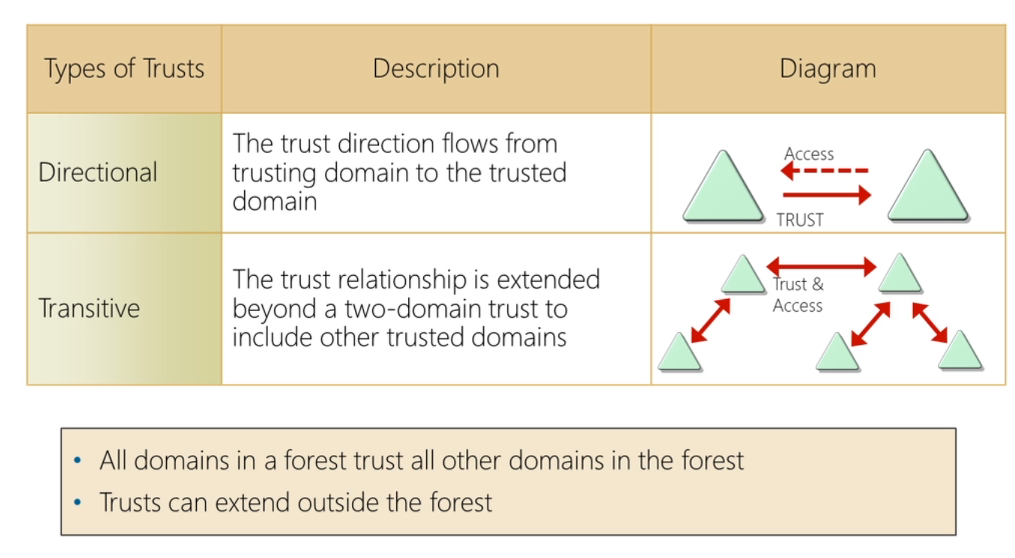 Types of Trusts
Description
Diagram
Directional
The trust direction flows from
trusting domain to the trusted
domain
Access
TRUST
Transitive
The trust relationship is extended
beyond a two-domain trust to
include other trusted domains
Trust &
Access
• All domains in a forest trust all other domains in the forest
• Trusts can extend outside the forest